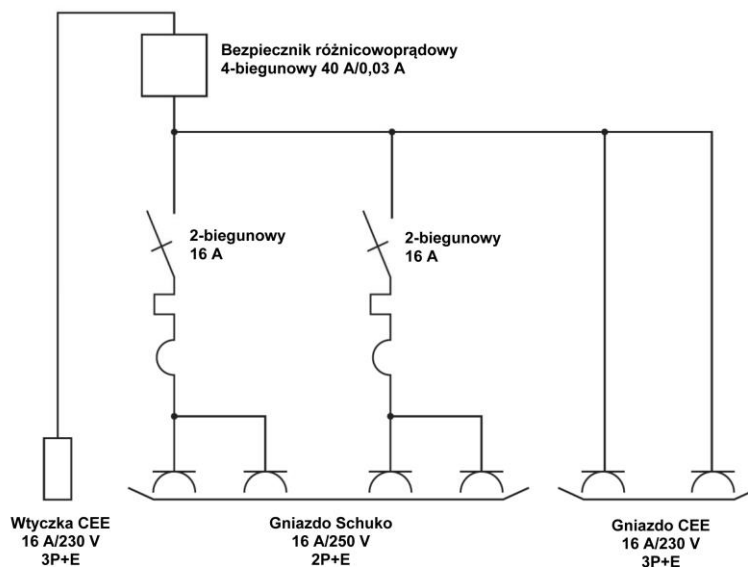 Bezpiecznik różnicowoprądowy
4-biegunowy 40 A/0,03 A
2-biegunowy
16 A
2-biegunowy
16 A
Wtyczka CEE
16 A/230 V
3P+E
Gniazdo Schuko
16 A/250 V
2P+E
Gniazdo CEE
16 A/230 V
3P+E